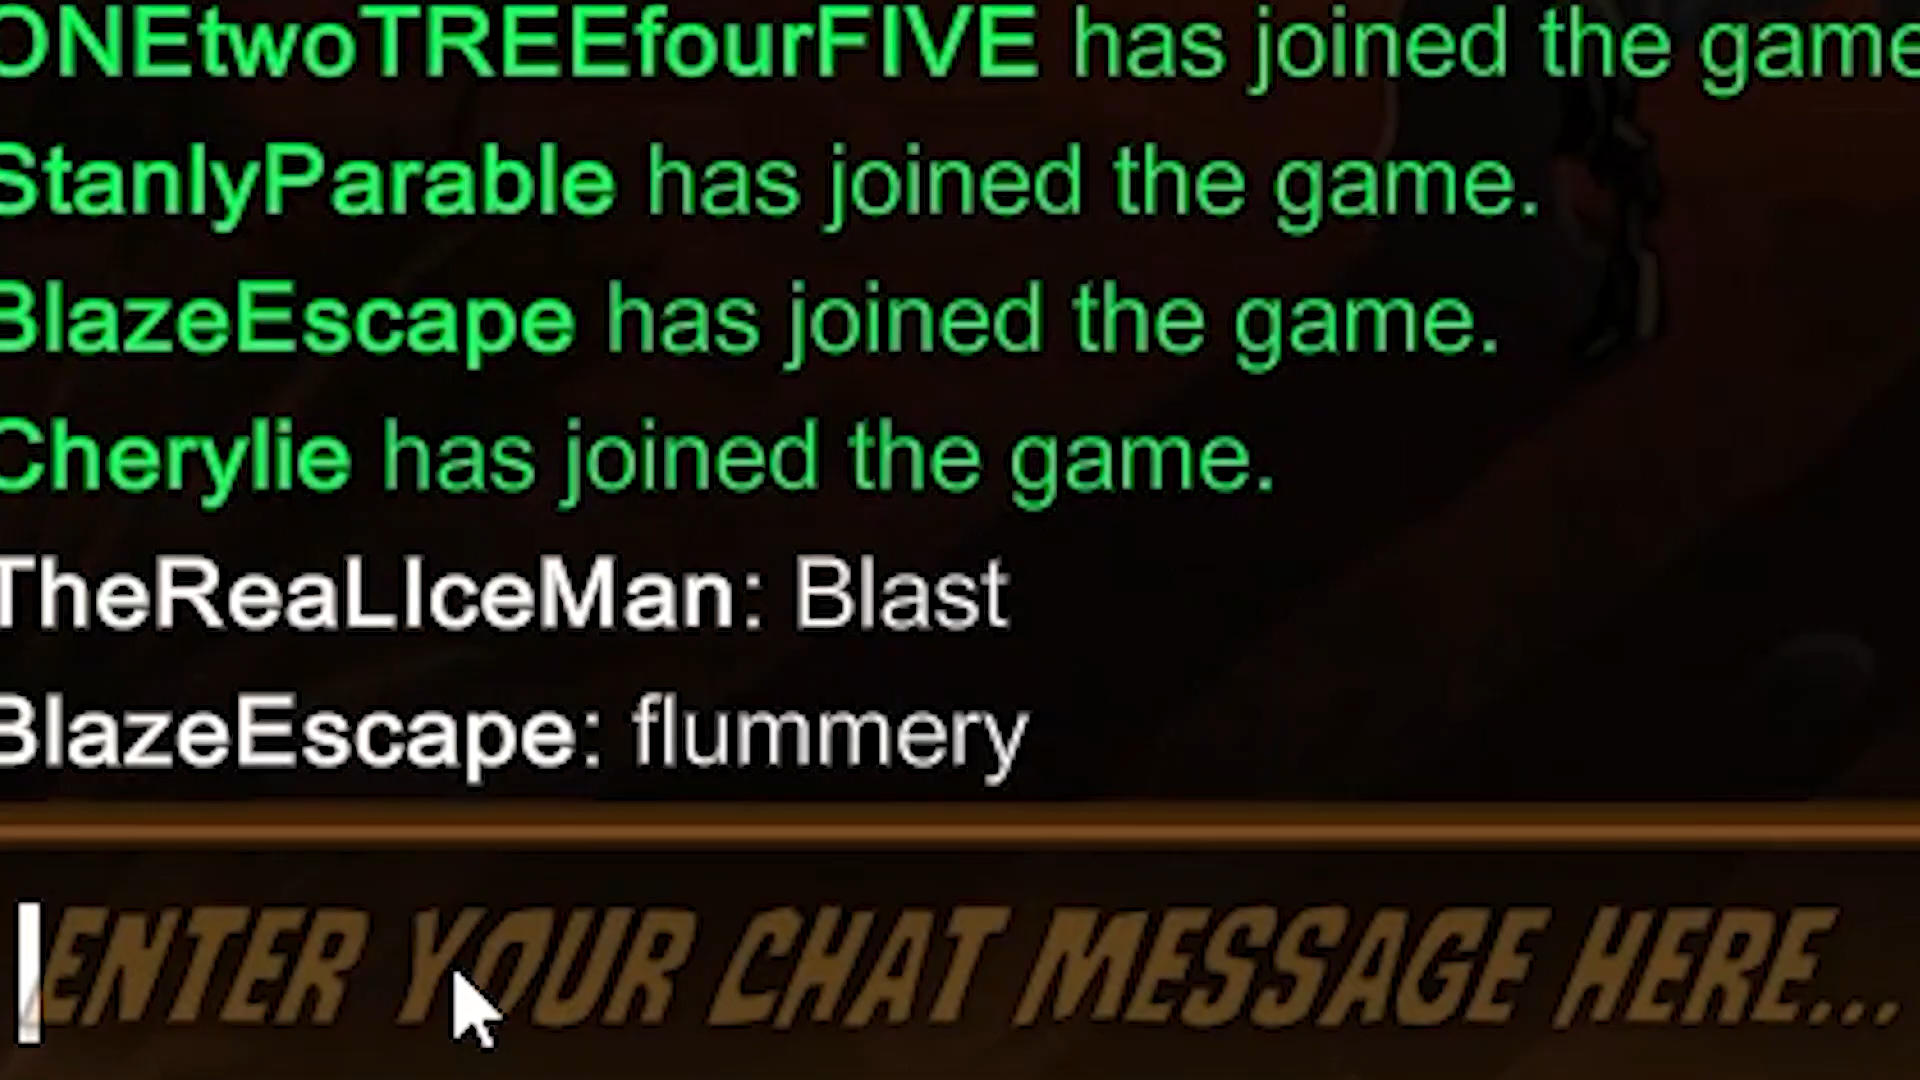 ONEtwoTREEfourFIVE has joined the game
StanlyParable has joined the game.
BlazeEscape has joined the game.
Cherylie has joined the game.
TheReaLIceMan: Blast
BlazeEscape: flummery
ENTER YOUR CHAT MESSAGE HERE...